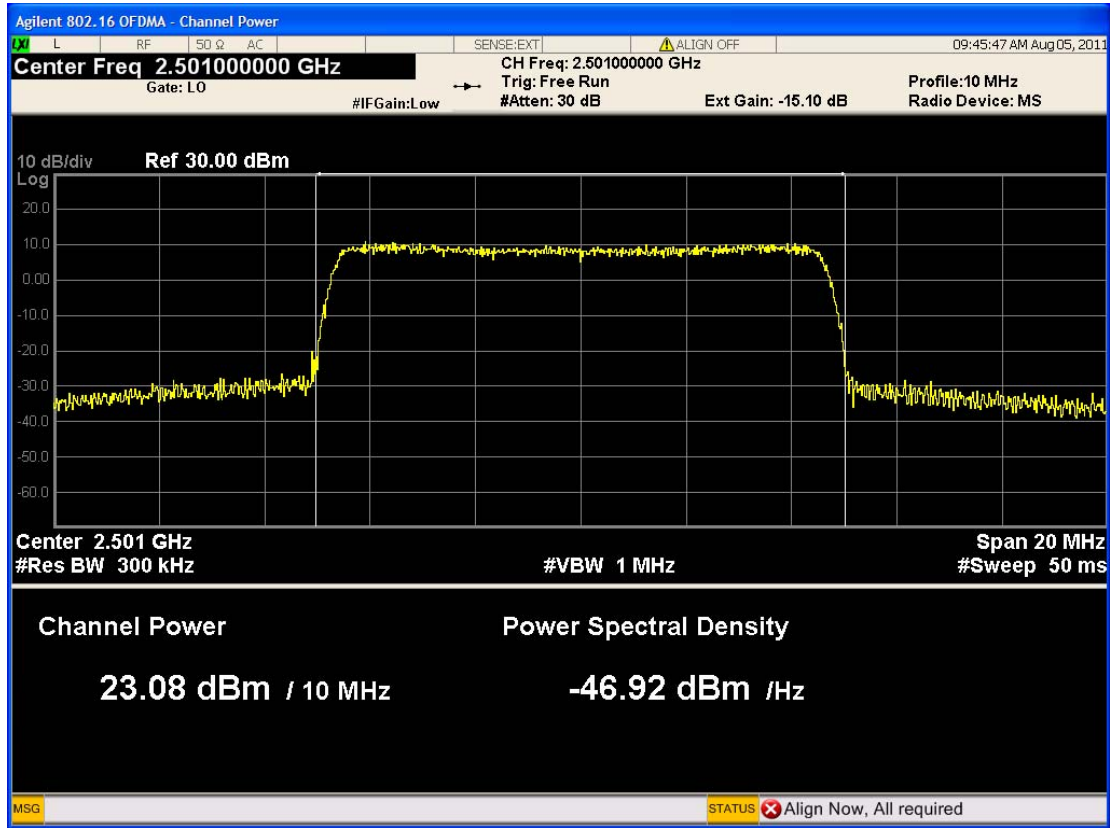 Agilent 802.16 OFDMA - Channel Power
LXI L RF 50 Ω AC SENSE:EXT ALIGN OFF 09:45:47 AM Aug 05, 2011
Center Freq 2.501000000 GHz
Gate: LO
#IFGain:Low
CH Freq: 2.501000000 GHz
Trig: Free Run
#Atten: 30 dB
Ext Gain: -15.10 dB
Profile:10 MHz
Radio Device: MS
10 dB/div Ref 30.00 dBm
Log
20.0
10.0
0.00
-10.0
-20.0
-30.0
-40.0
-50.0
-60.0
Center 2.501 GHz Span 20 MHz
#Res BW 300 kHz #VBW 1 MHz #Sweep 50 ms
Channel Power Power Spectral Density
23.08 dBm / 10 MHz -46.92 dBm /Hz
MSG STATUS Align Now, All required